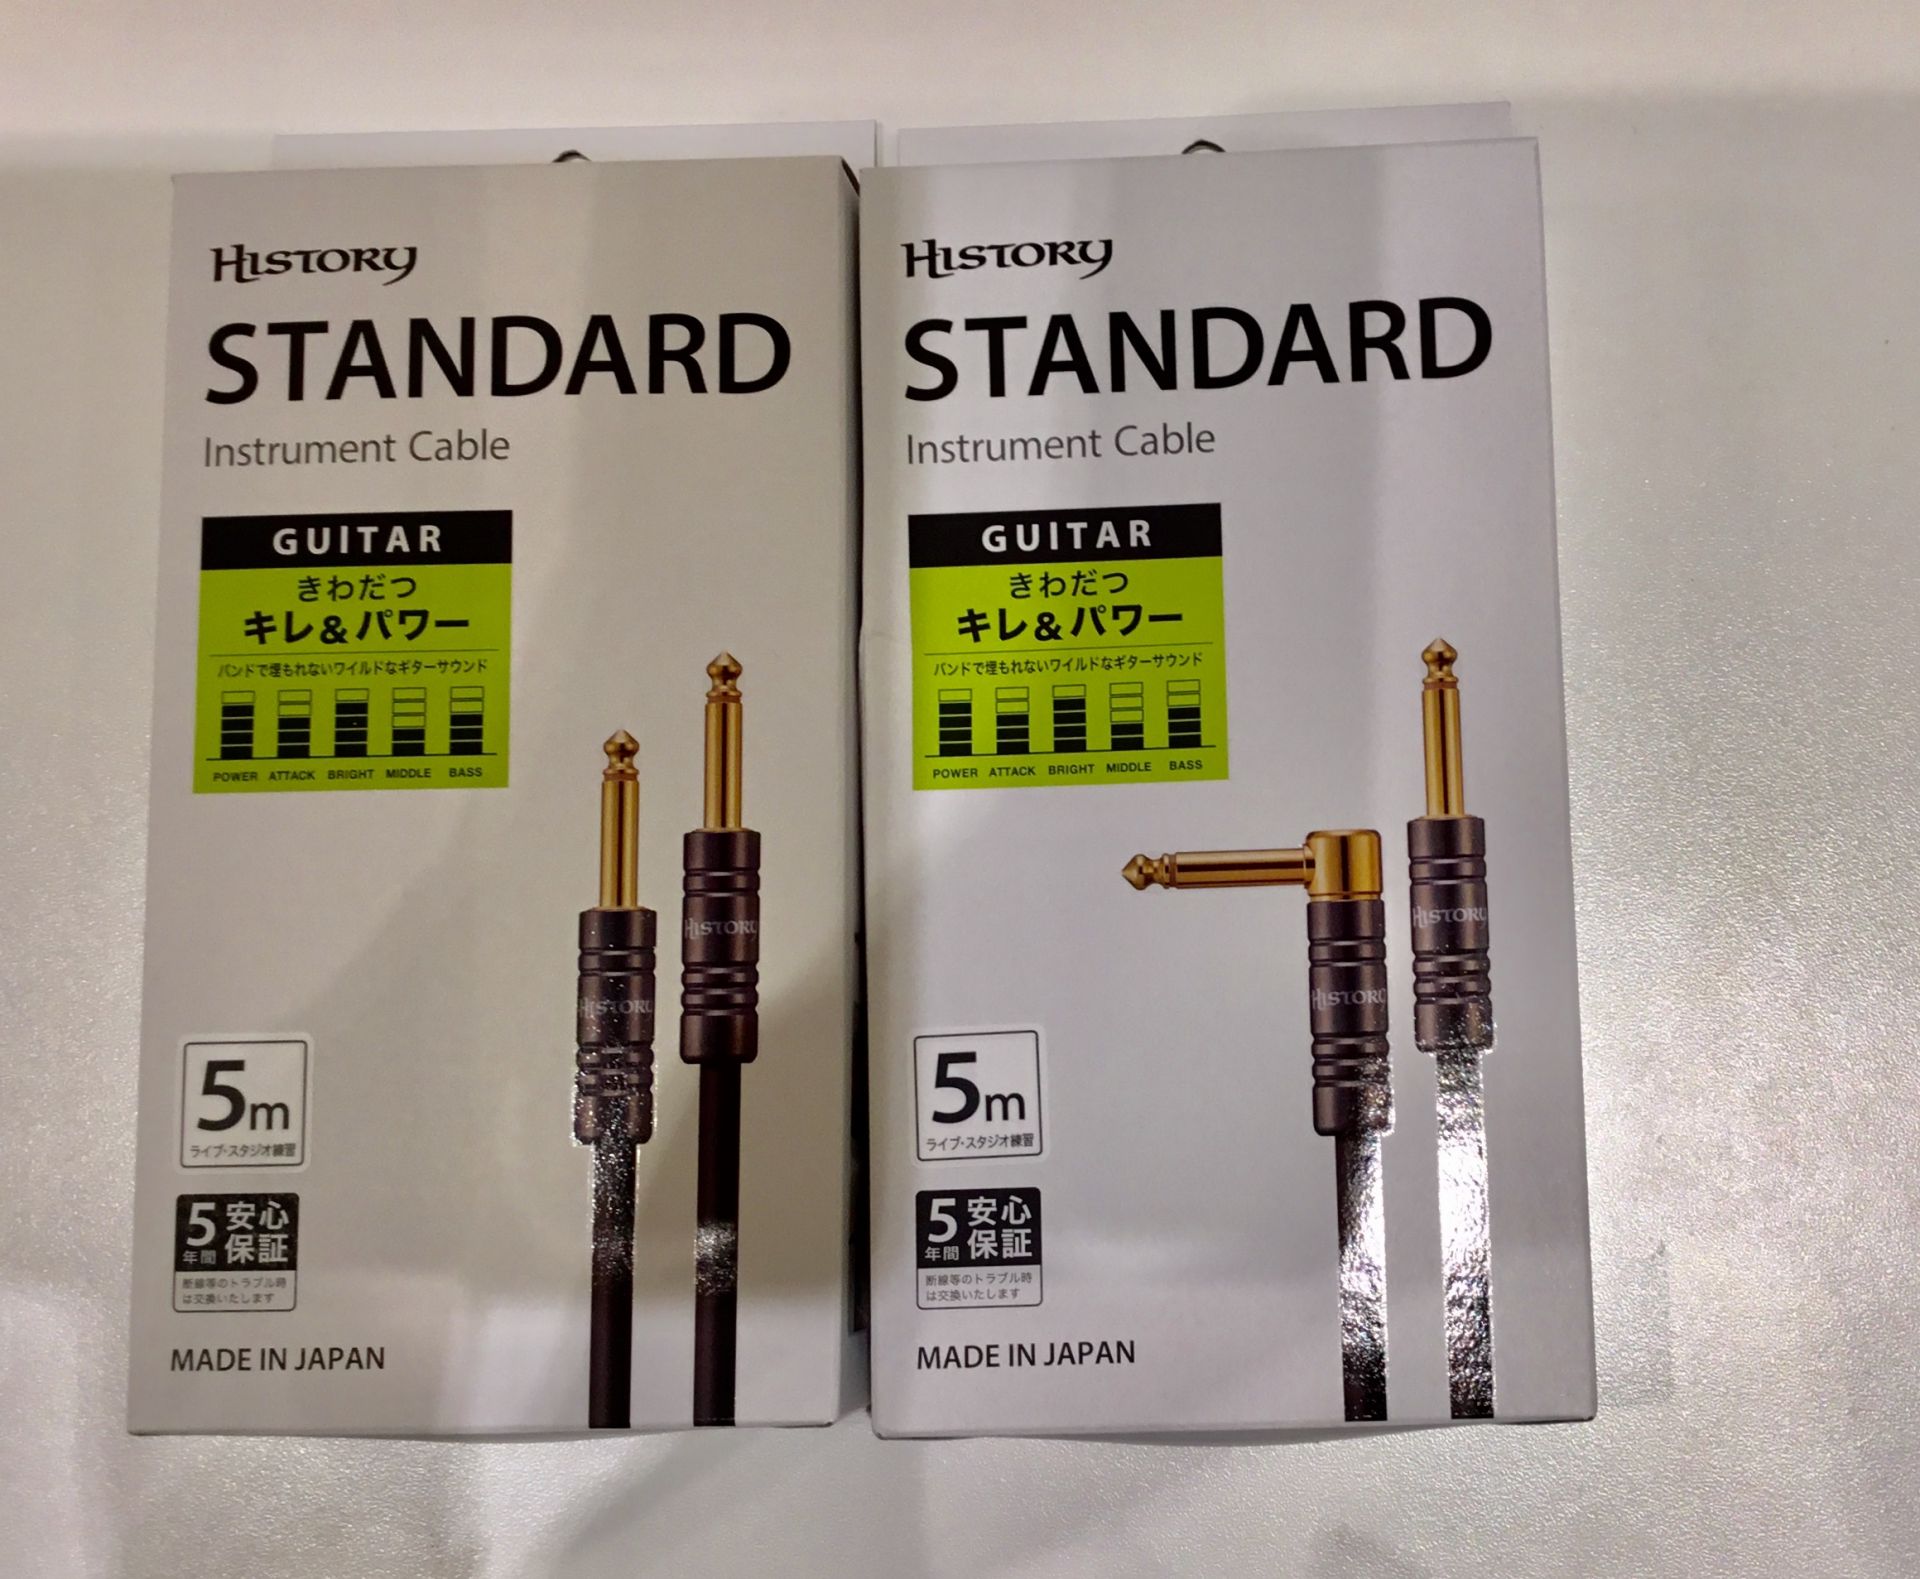 HISTORY
STANDARD
Instrument Cable
GUITAR
きわだつ
キレ&パワー
バンドで埋もれないワイルドなギターサウンド
POWER ATTACK BRIGHT MIDDLE BASS
HISTORY
HISTORY
5m
ライブ・スタジオ練習
5年間 安心保証
断線等のトラブル時
は交換いたします
MADE IN JAPAN
HISTORY
STANDARD
Instrument Cable
GUITAR
きわだつ
キレ&パワー
バンドで埋もれないワイルドなギターサウンド
POWER ATTACK BRIGHT MIDDLE BASS
HISTORY
HISTORY
5m
ライブ・スタジオ練習
5年間 安心保証
断線等のトラブル時
は交換いたします
MADE IN JAPAN